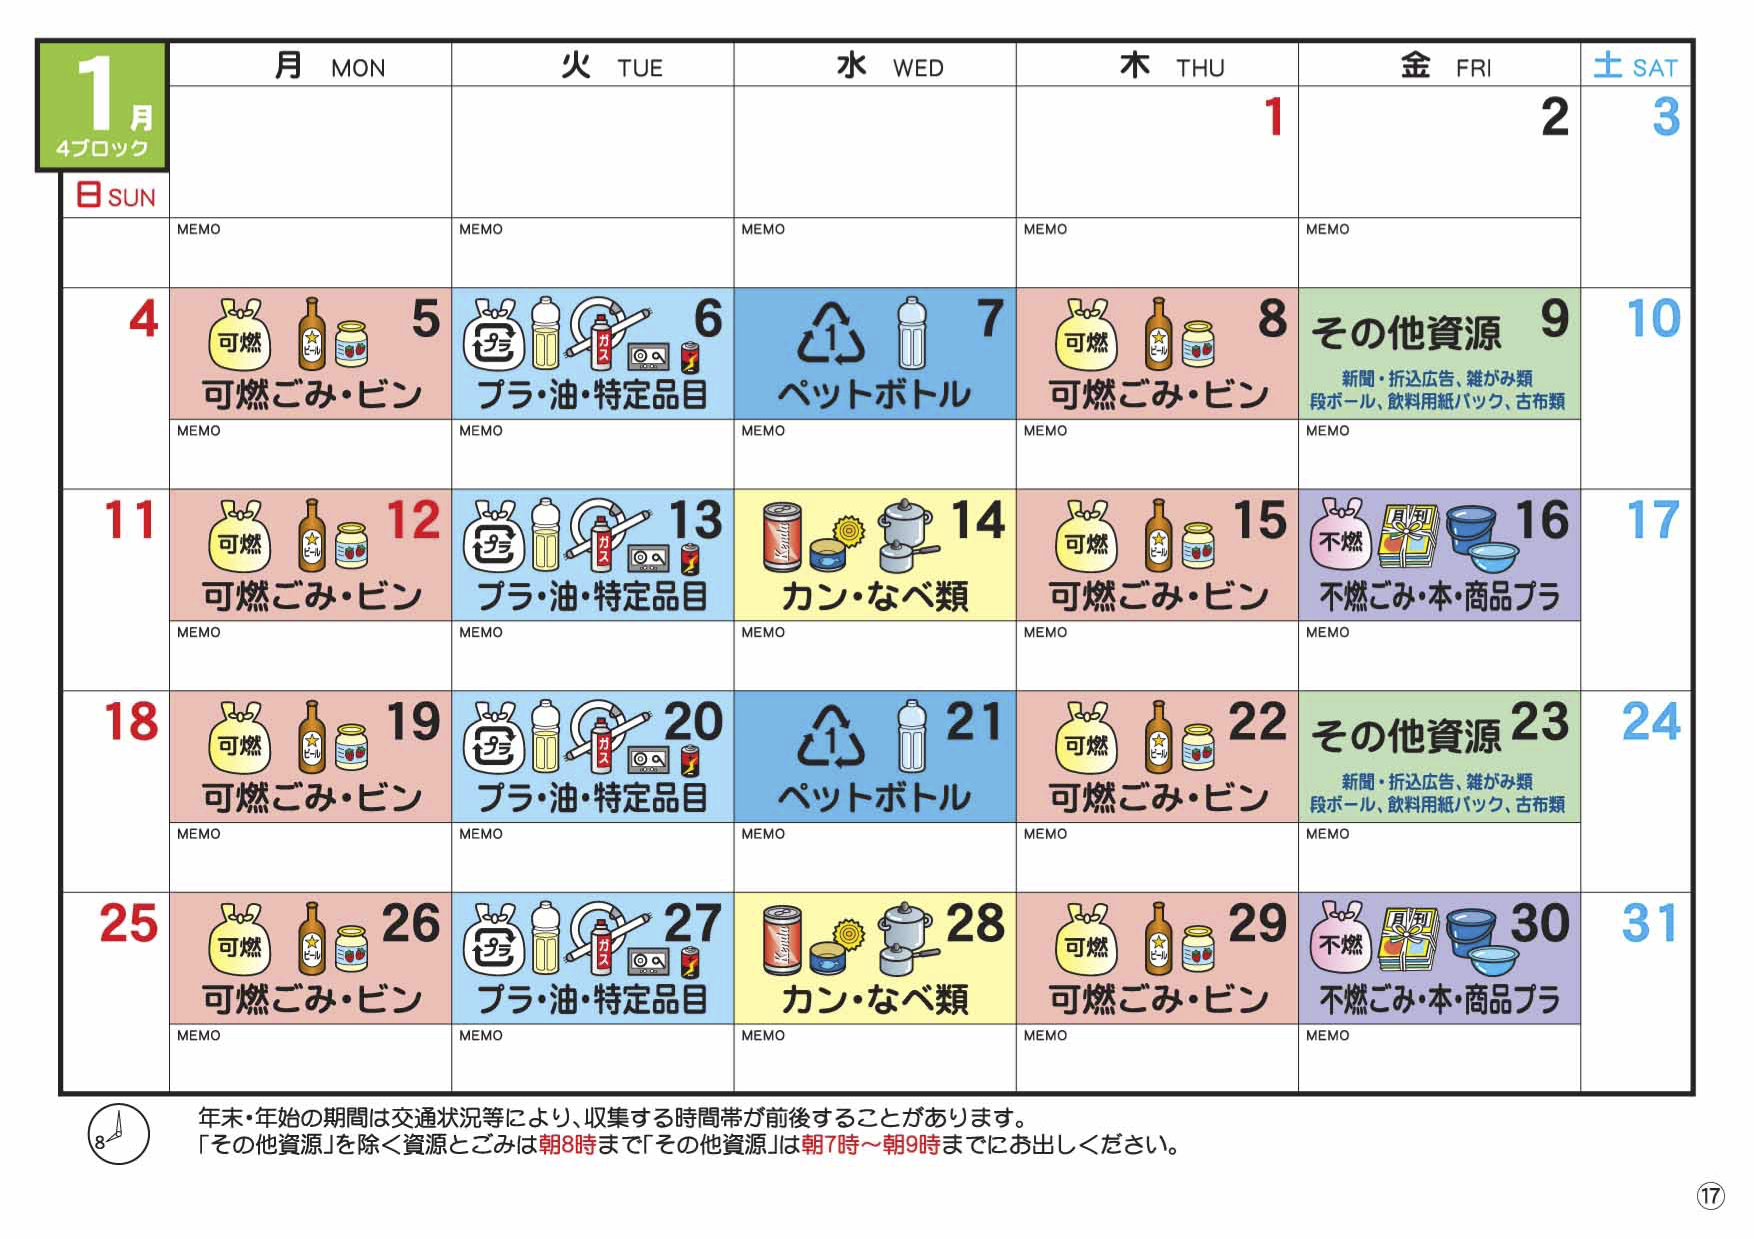 1月
4ブロック
月 MON 火 TUE 水 WED 木 THU 金 FRI 土 SAT
日 SUN
1 2 3
MEMO MEMO MEMO MEMO MEMO
4 5 6 7 8 9 10
可燃 ビール プラ ガス 1 可燃 ビール その他資源
新聞・折込広告、雑がみ類
段ボール、飲料用紙パック、古布類
可燃ごみ・ビン プラ・油・特定品目 ペットボトル 可燃ごみ・ビン
MEMO MEMO MEMO MEMO MEMO
11 12 13 14 15 16 17
可燃 ビール プラ ガス 可燃 ビール 不燃 月刊
可燃ごみ・ビン プラ・油・特定品目 カン・なべ類 可燃ごみ・ビン 不燃ごみ・本・商品プラ
MEMO MEMO MEMO MEMO MEMO
18 19 20 21 22 23 24
可燃 ビール プラ ガス 1 可燃 ビール その他資源
新聞・折込広告、雑がみ類
段ボール、飲料用紙パック、古布類
可燃ごみ・ビン プラ・油・特定品目 ペットボトル 可燃ごみ・ビン
MEMO MEMO MEMO MEMO MEMO
25 26 27 28 29 30 31
可燃 ビール プラ ガス 可燃 ビール 不燃 月刊
可燃ごみ・ビン プラ・油・特定品目 カン・なべ類 可燃ごみ・ビン 不燃ごみ・本・商品プラ
MEMO MEMO MEMO MEMO MEMO
8
年末・年始の期間は交通状況等により、収集する時間帯が前後することがあります。
「その他資源」を除く資源とごみは朝8時まで「その他資源」は朝7時～朝9時までにお出しください。
⑰